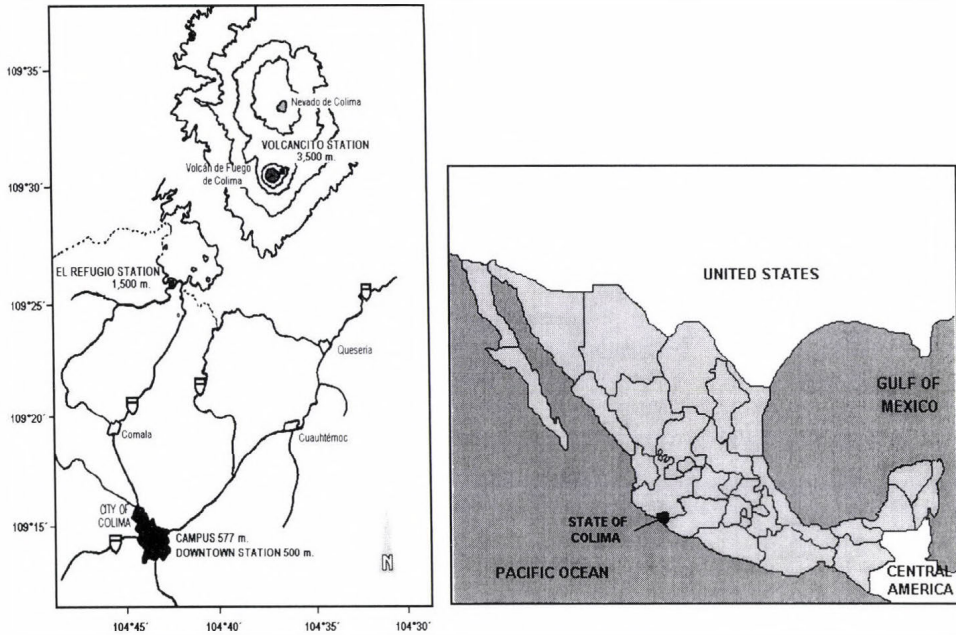 109°35´
Nevado de Colima
VOLCANCITO STATION
3,500 m.
Volcán de Fuego
de Colima
109°30´
EL REFUGIO STATION
1,500 m.
109°25´
Quesería
109°20´
Comala
Cuauhtémoc
CITY OF
COLIMA
109°15´
CAMPUS 577 m.
DOWNTOWN STATION 500 m.
N
104°45´
104°40´
104°35´
104°30´
UNITED STATES
GULF OF
MEXICO
STATE OF
COLIMA
PACIFIC OCEAN
CENTRAL
AMERICA